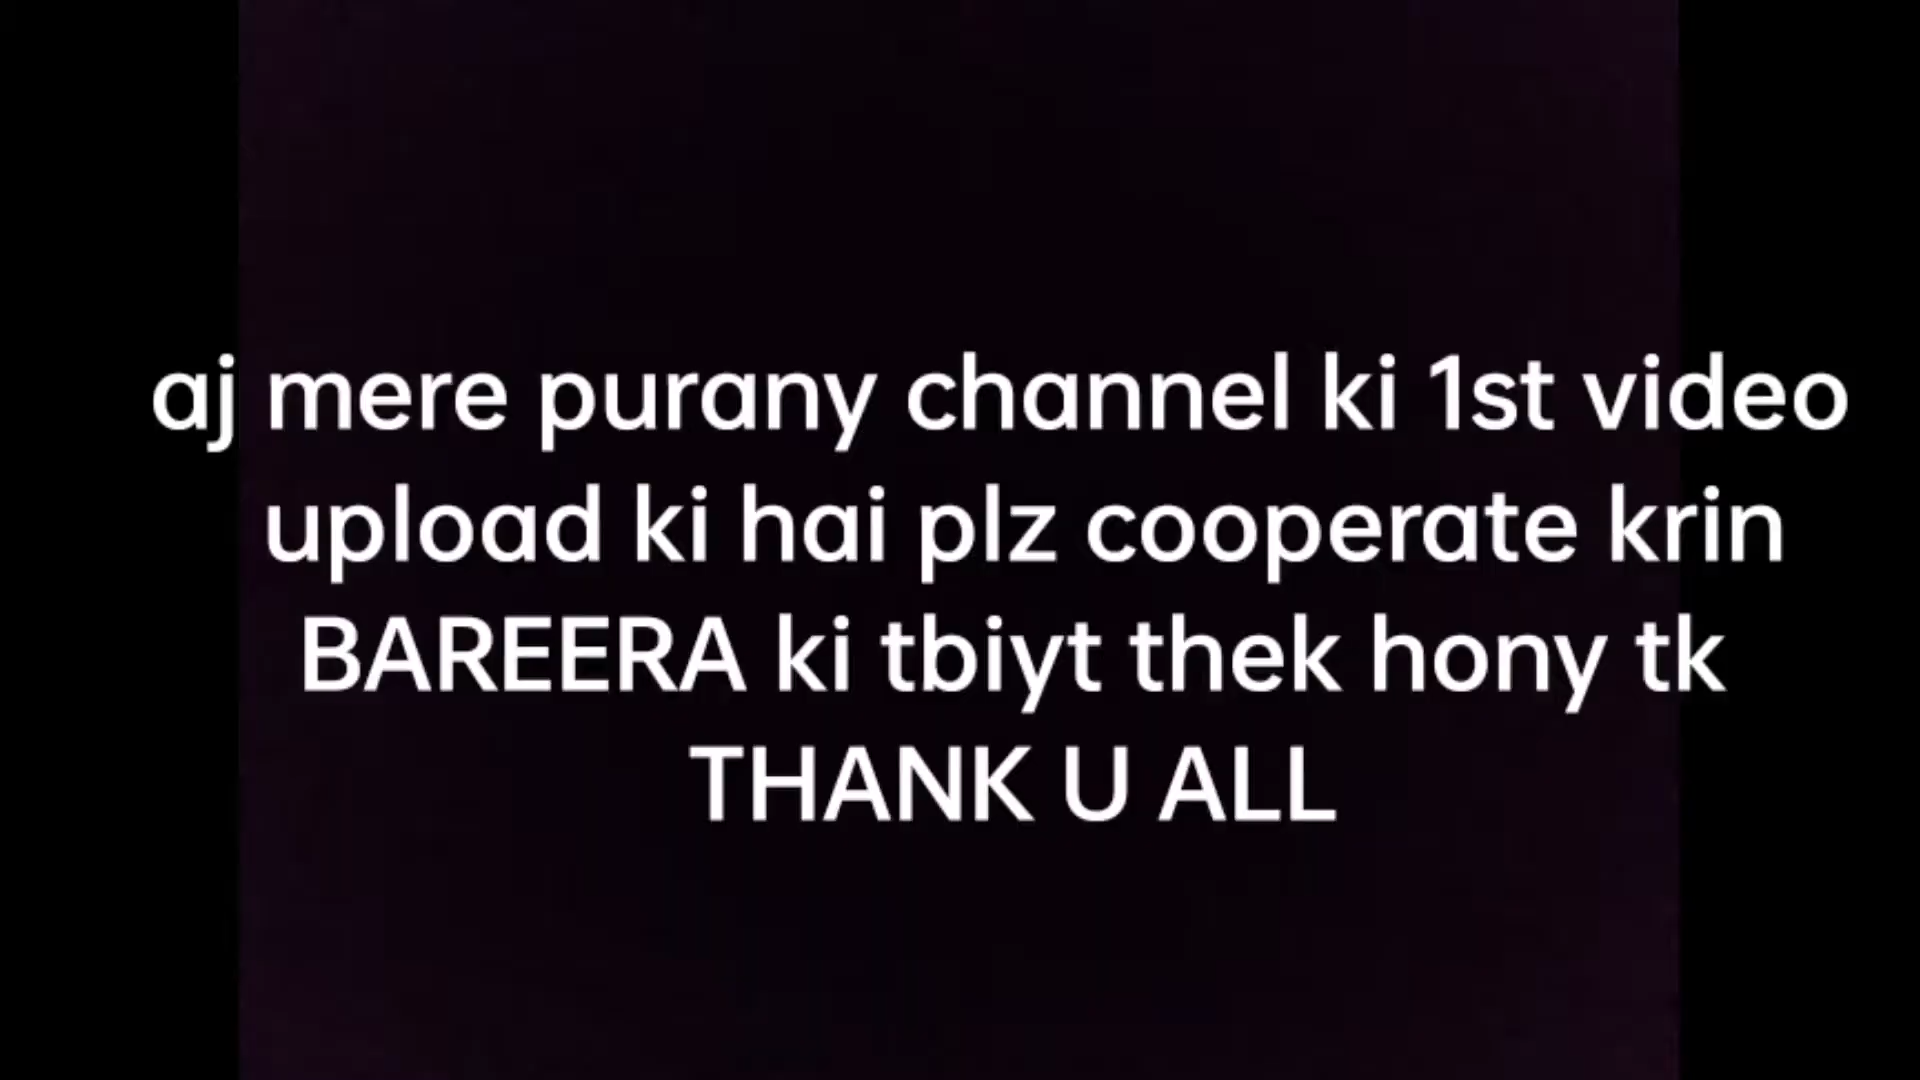 aj mere purany channel ki 1st video
upload ki hai plz cooperate krin
BAREERA ki tbiyt thek hony tk
THANK U ALL